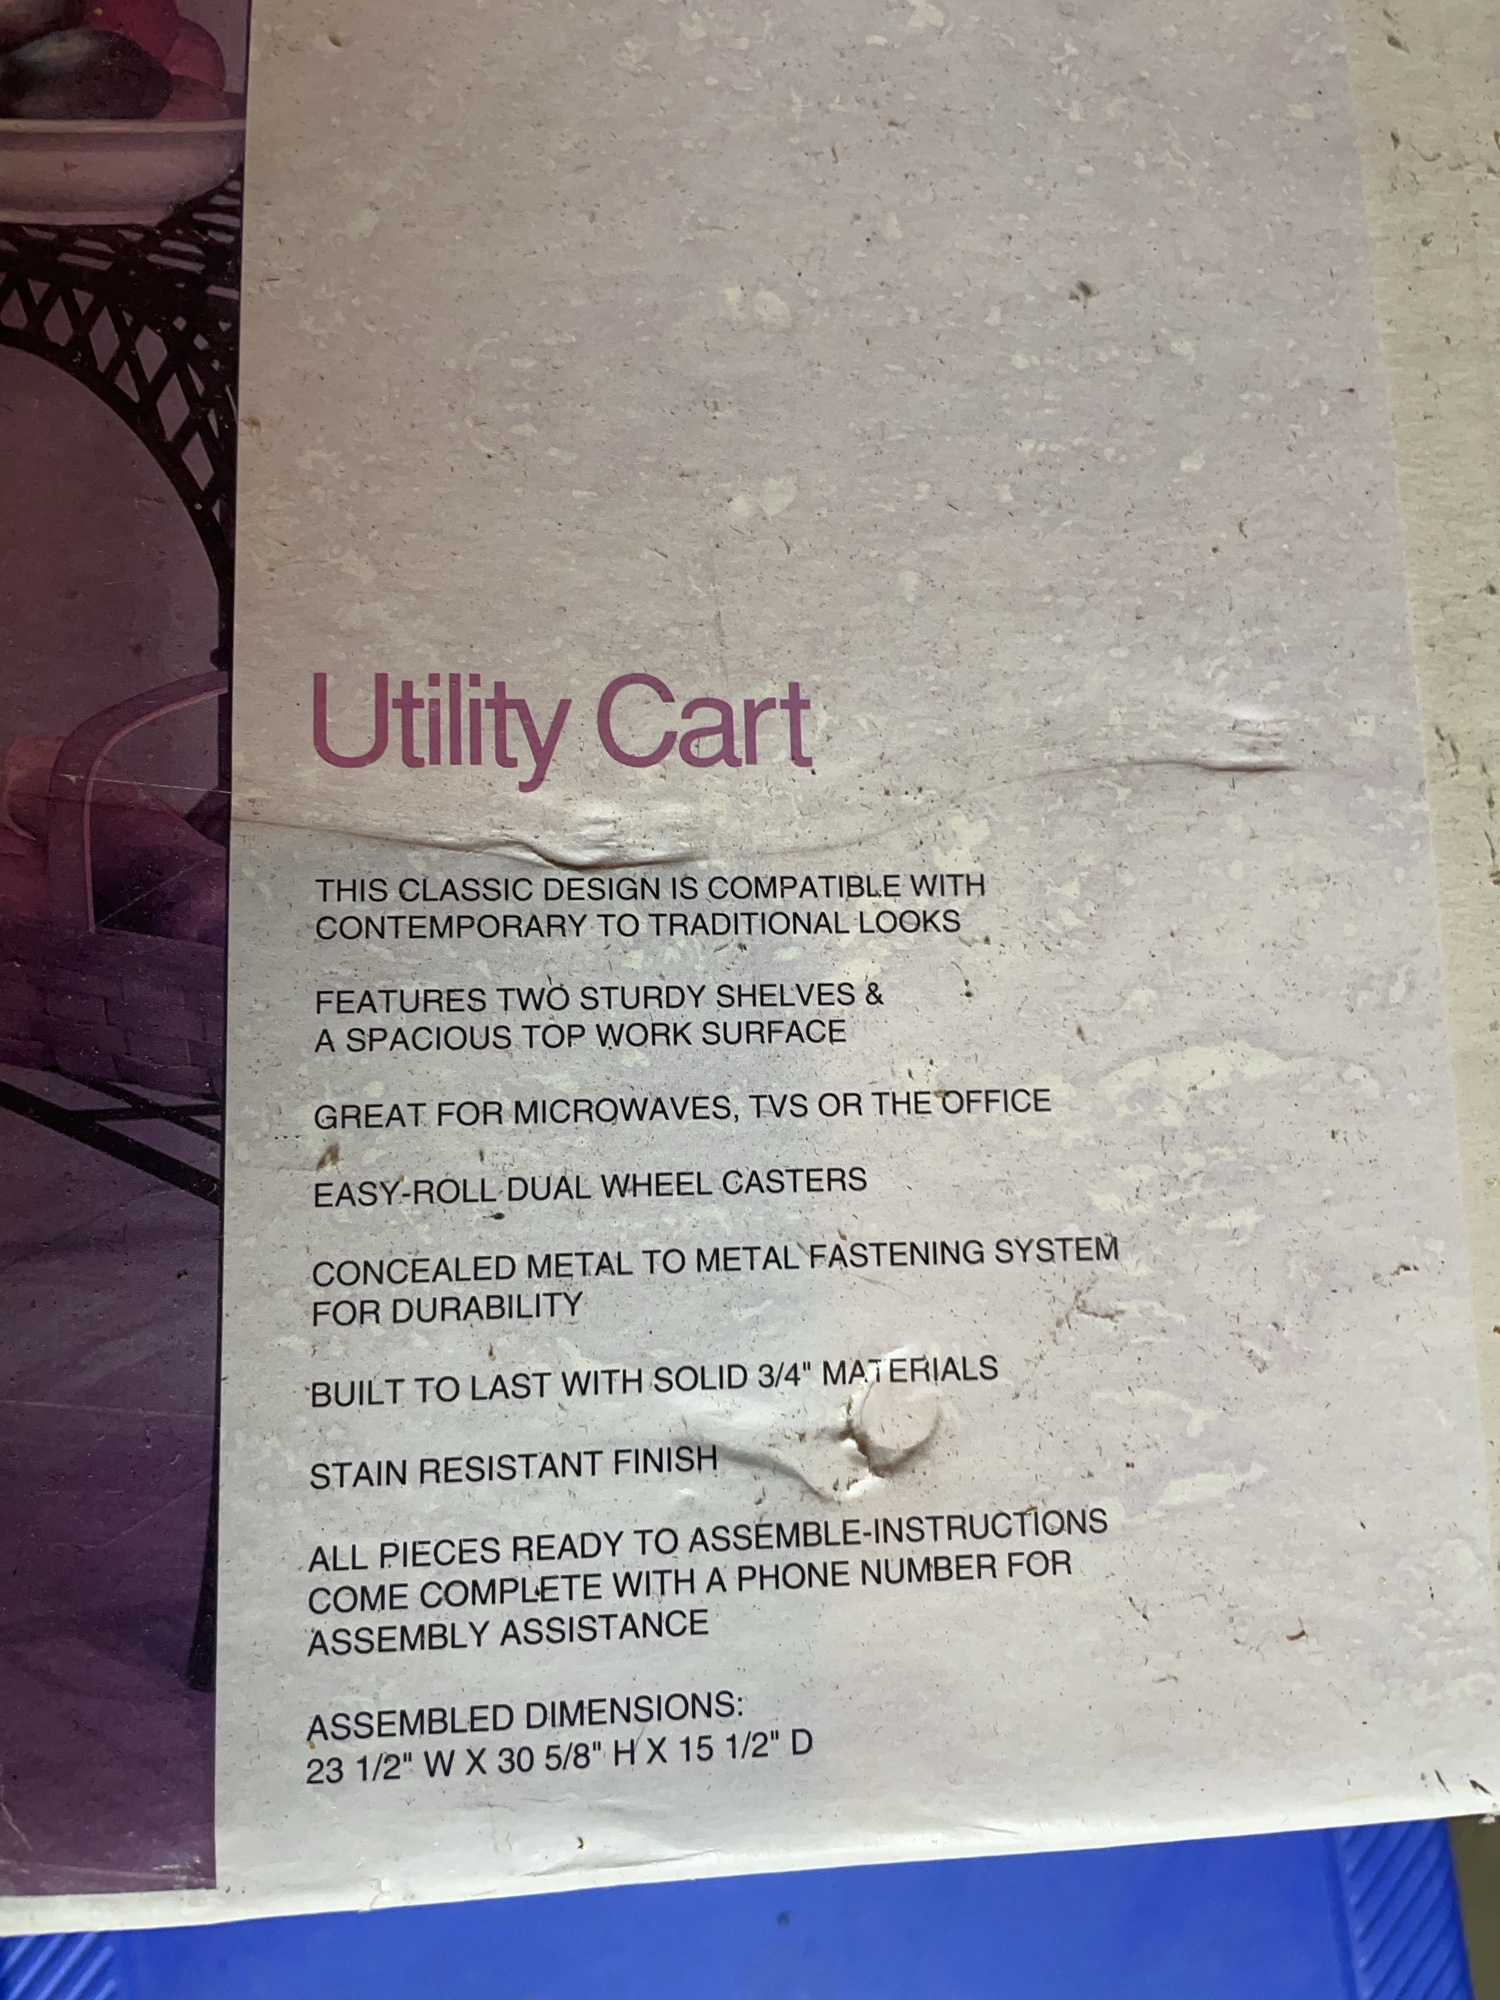 Utility Cart
THIS CLASSIC DESIGN IS COMPATIBLE WITH
CONTEMPORARY TO TRADITIONAL LOOKS
FEATURES TWO STURDY SHELVES &
A SPACIOUS TOP WORK SURFACE
GREAT FOR MICROWAVES, TVS OR THE OFFICE
EASY-ROLL DUAL WHEEL CASTERS
CONCEALED METAL TO METAL FASTENING SYSTEM
FOR DURABILITY
BUILT TO LAST WITH SOLID 3/4" MATERIALS
STAIN RESISTANT FINISH
ALL PIECES READY TO ASSEMBLE-INSTRUCTIONS
COME COMPLETE WITH A PHONE NUMBER FOR
ASSEMBLY ASSISTANCE
ASSEMBLED DIMENSIONS:
23 1/2" W X 30 5/8" H X 15 1/2" D